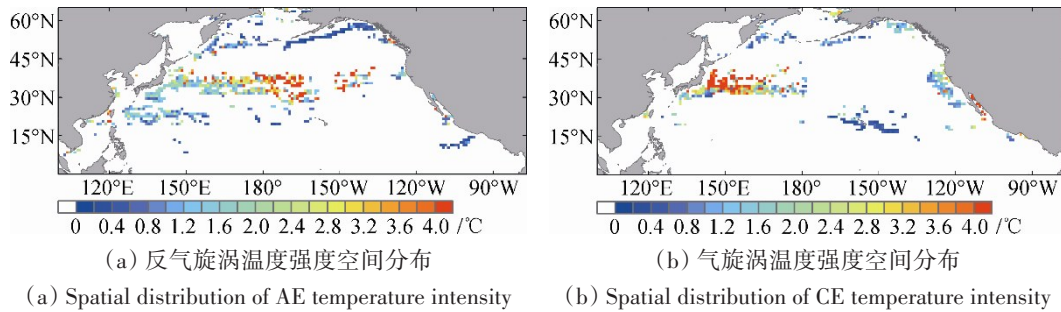 60°N
45°N
30°N
15°N
120°E 150°E 180° 150°W 120°W 90°W
0 0.4 0.8 1.2 1.6 2.0 2.4 2.8 3.2 3.6 4.0 /℃
(a) 反气旋涡温度强度空间分布
(a) Spatial distribution of AE temperature intensity
60°N
45°N
30°N
15°N
120°E 150°E 180° 150°W 120°W 90°W
0 0.4 0.8 1.2 1.6 2.0 2.4 2.8 3.2 3.6 4.0 /℃
(b) 气旋涡温度强度空间分布
(b) Spatial distribution of CE temperature intensity